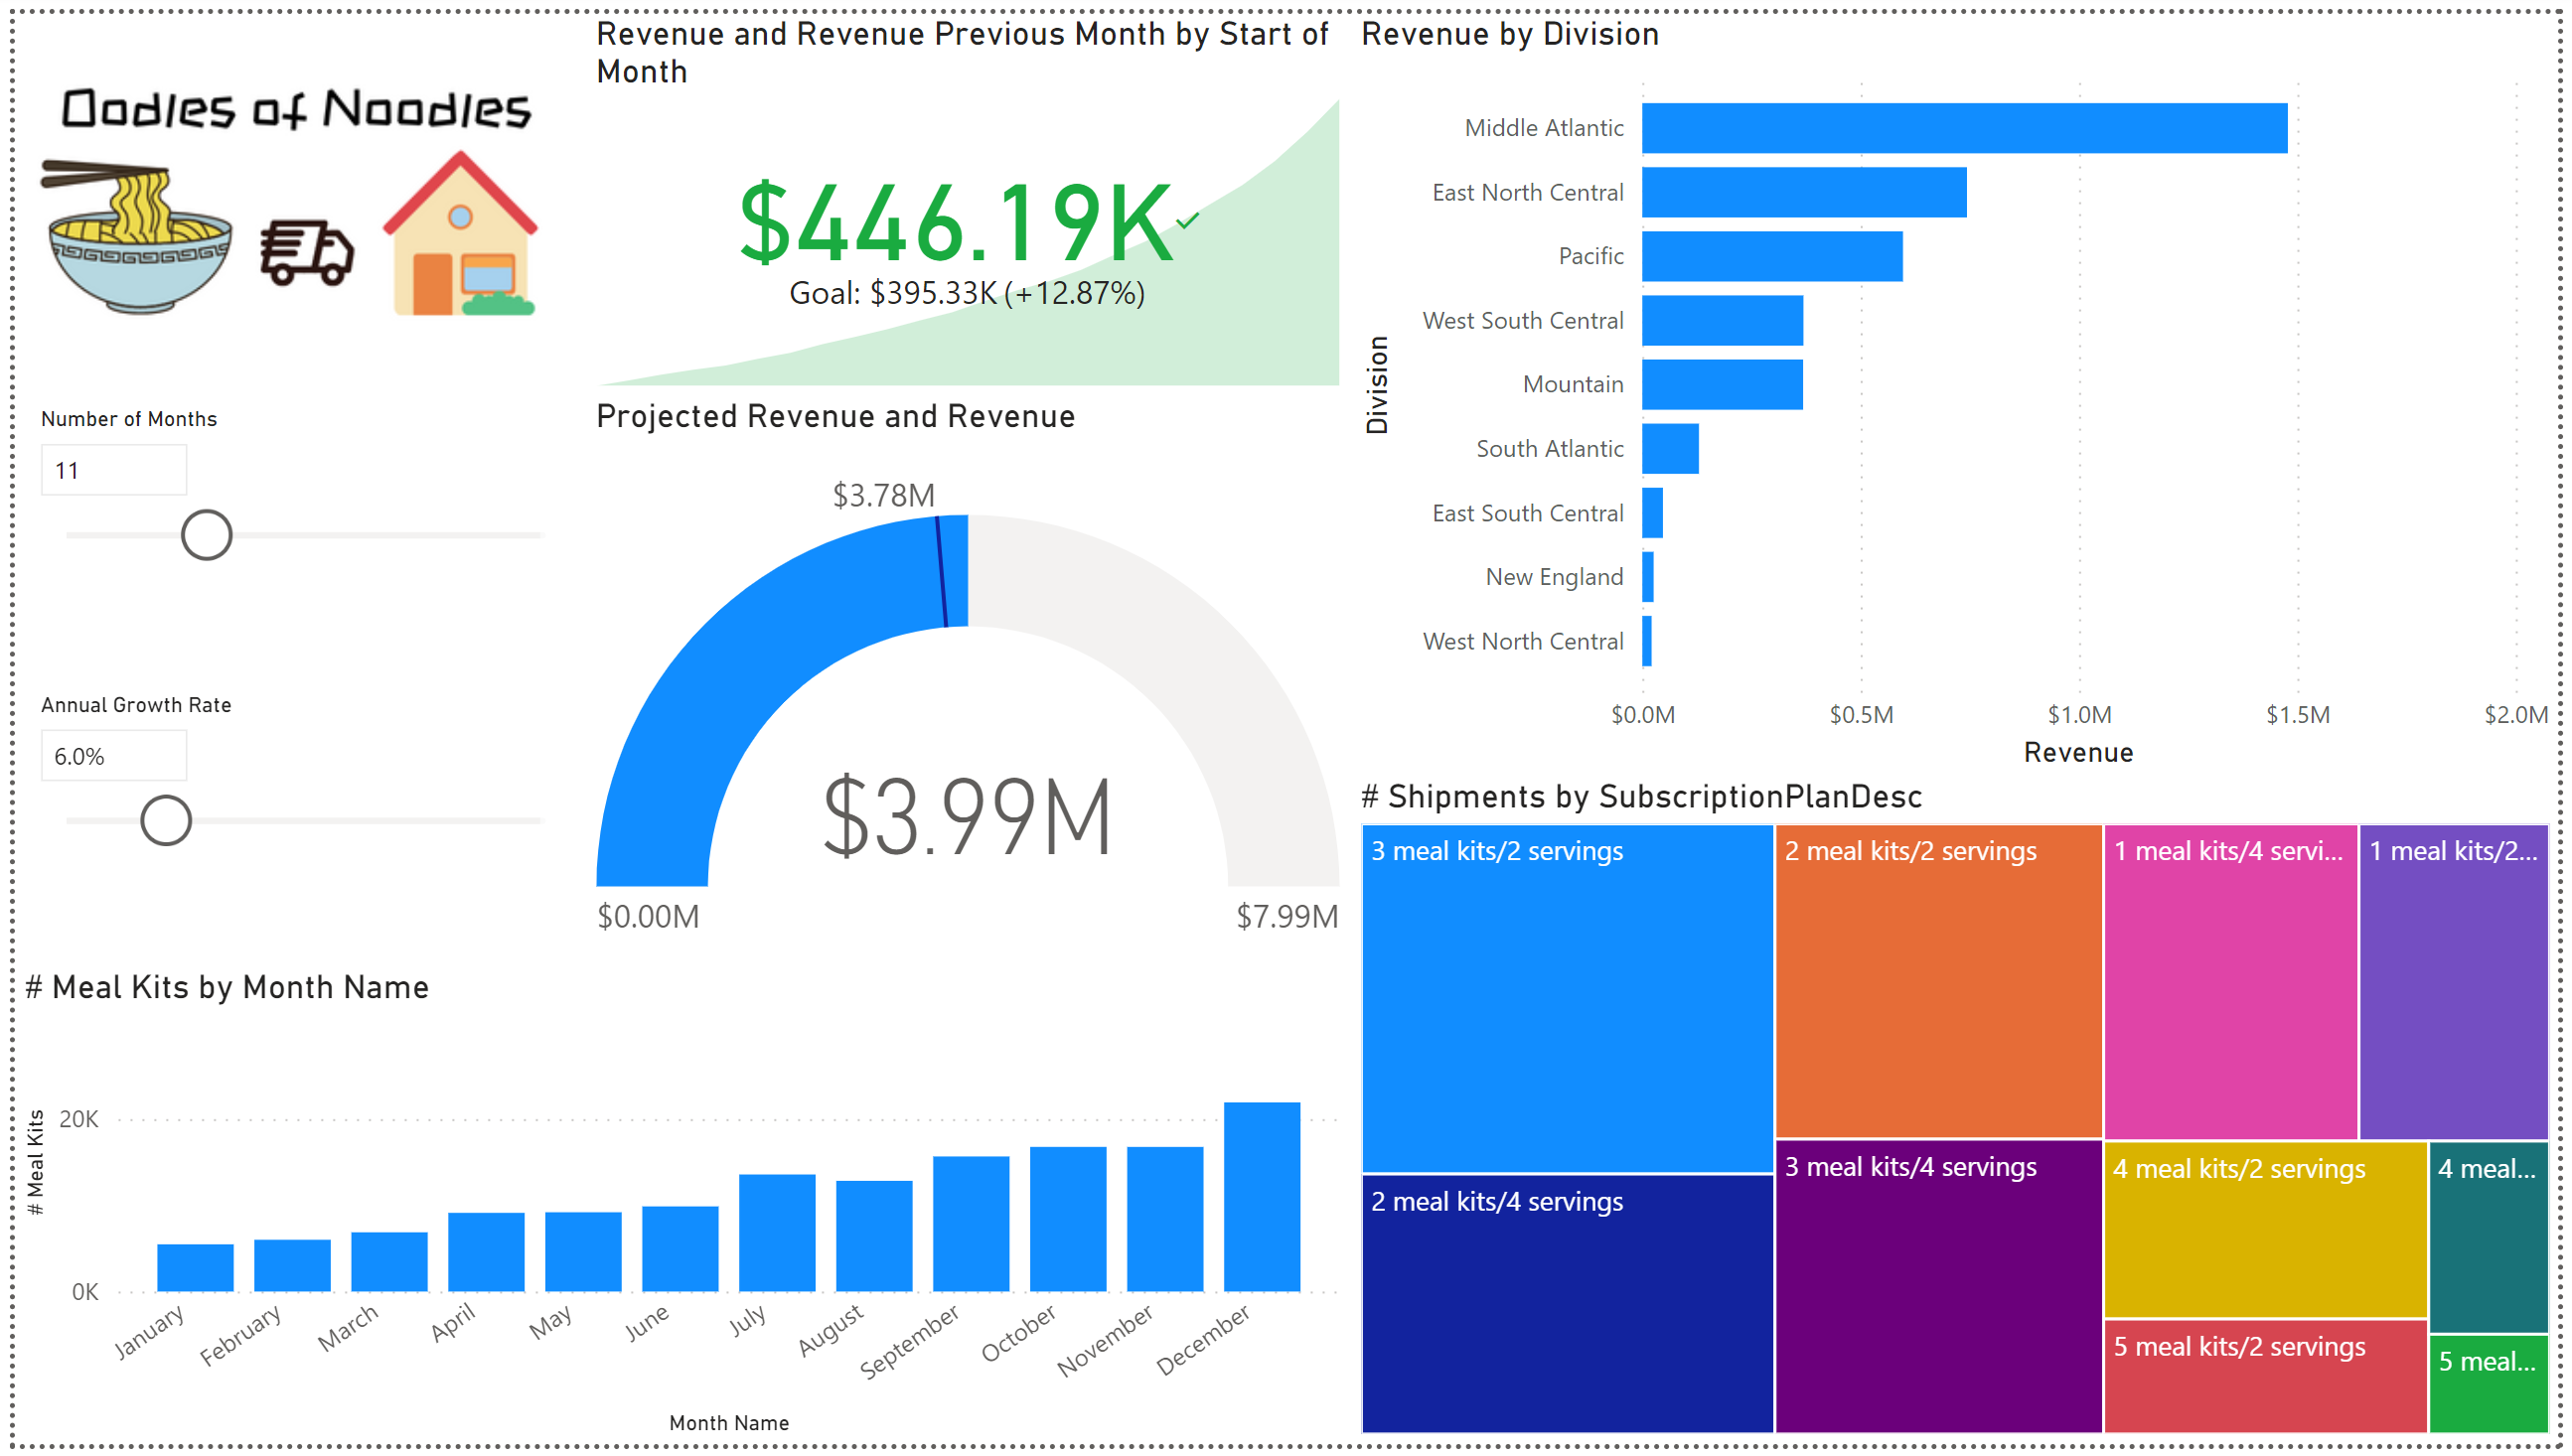 Oodles of Noodles
Number of Months
11
Annual Growth Rate
6.0%
Revenue and Revenue Previous Month by Start of
Month
$446.19K
Goal: $395.33K (+12.87%)
Projected Revenue and Revenue
$3.78M
$3.99M
$0.00M
$7.99M
# Meal Kits by Month Name
# Meal Kits
20K
0K
January
February
March
April
May
June
July
August
September
October
November
December
Month Name
Revenue by Division
Division
Middle Atlantic
East North Central
Pacific
West South Central
Mountain
South Atlantic
East South Central
New England
West North Central
$0.0M
$0.5M
$1.0M
$1.5M
$2.0M
Revenue
# Shipments by SubscriptionPlanDesc
3 meal kits/2 servings
2 meal kits/2 servings
1 meal kits/4 servi...
1 meal kits/2...
2 meal kits/4 servings
3 meal kits/4 servings
4 meal kits/2 servings
4 meal...
5 meal kits/2 servings
5 meal...